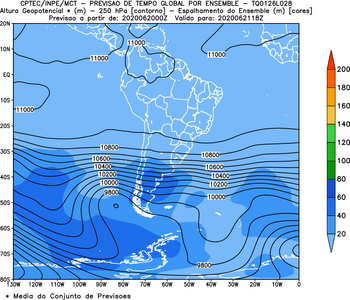 CPTEC/INPE/MCT - PREVISAO DE TEMPO GLOBAL POR ENSEMBLE - TQ0126L028
Altura Geopotencial * (m) - 250 hPa [contorno] - Espalhamento do Ensemble (m) [cores]
Previsao a partir de: 2020062000Z Valido para: 2020062118Z
20N
10N
EQ
10S
20S
30S
40S
50S
60S
70S
80S
130W 120W 110W 100W 90W 80W 70W 60W 50W 40W 30W 20W 10W 0
11000
11000
11000
11000
10800
10800
10600
10600
10400
10400
10200
10200
10000
10000
9800
9800
200
180
160
140
120
100
80
60
40
20
* Media do Conjunto de Previsoes